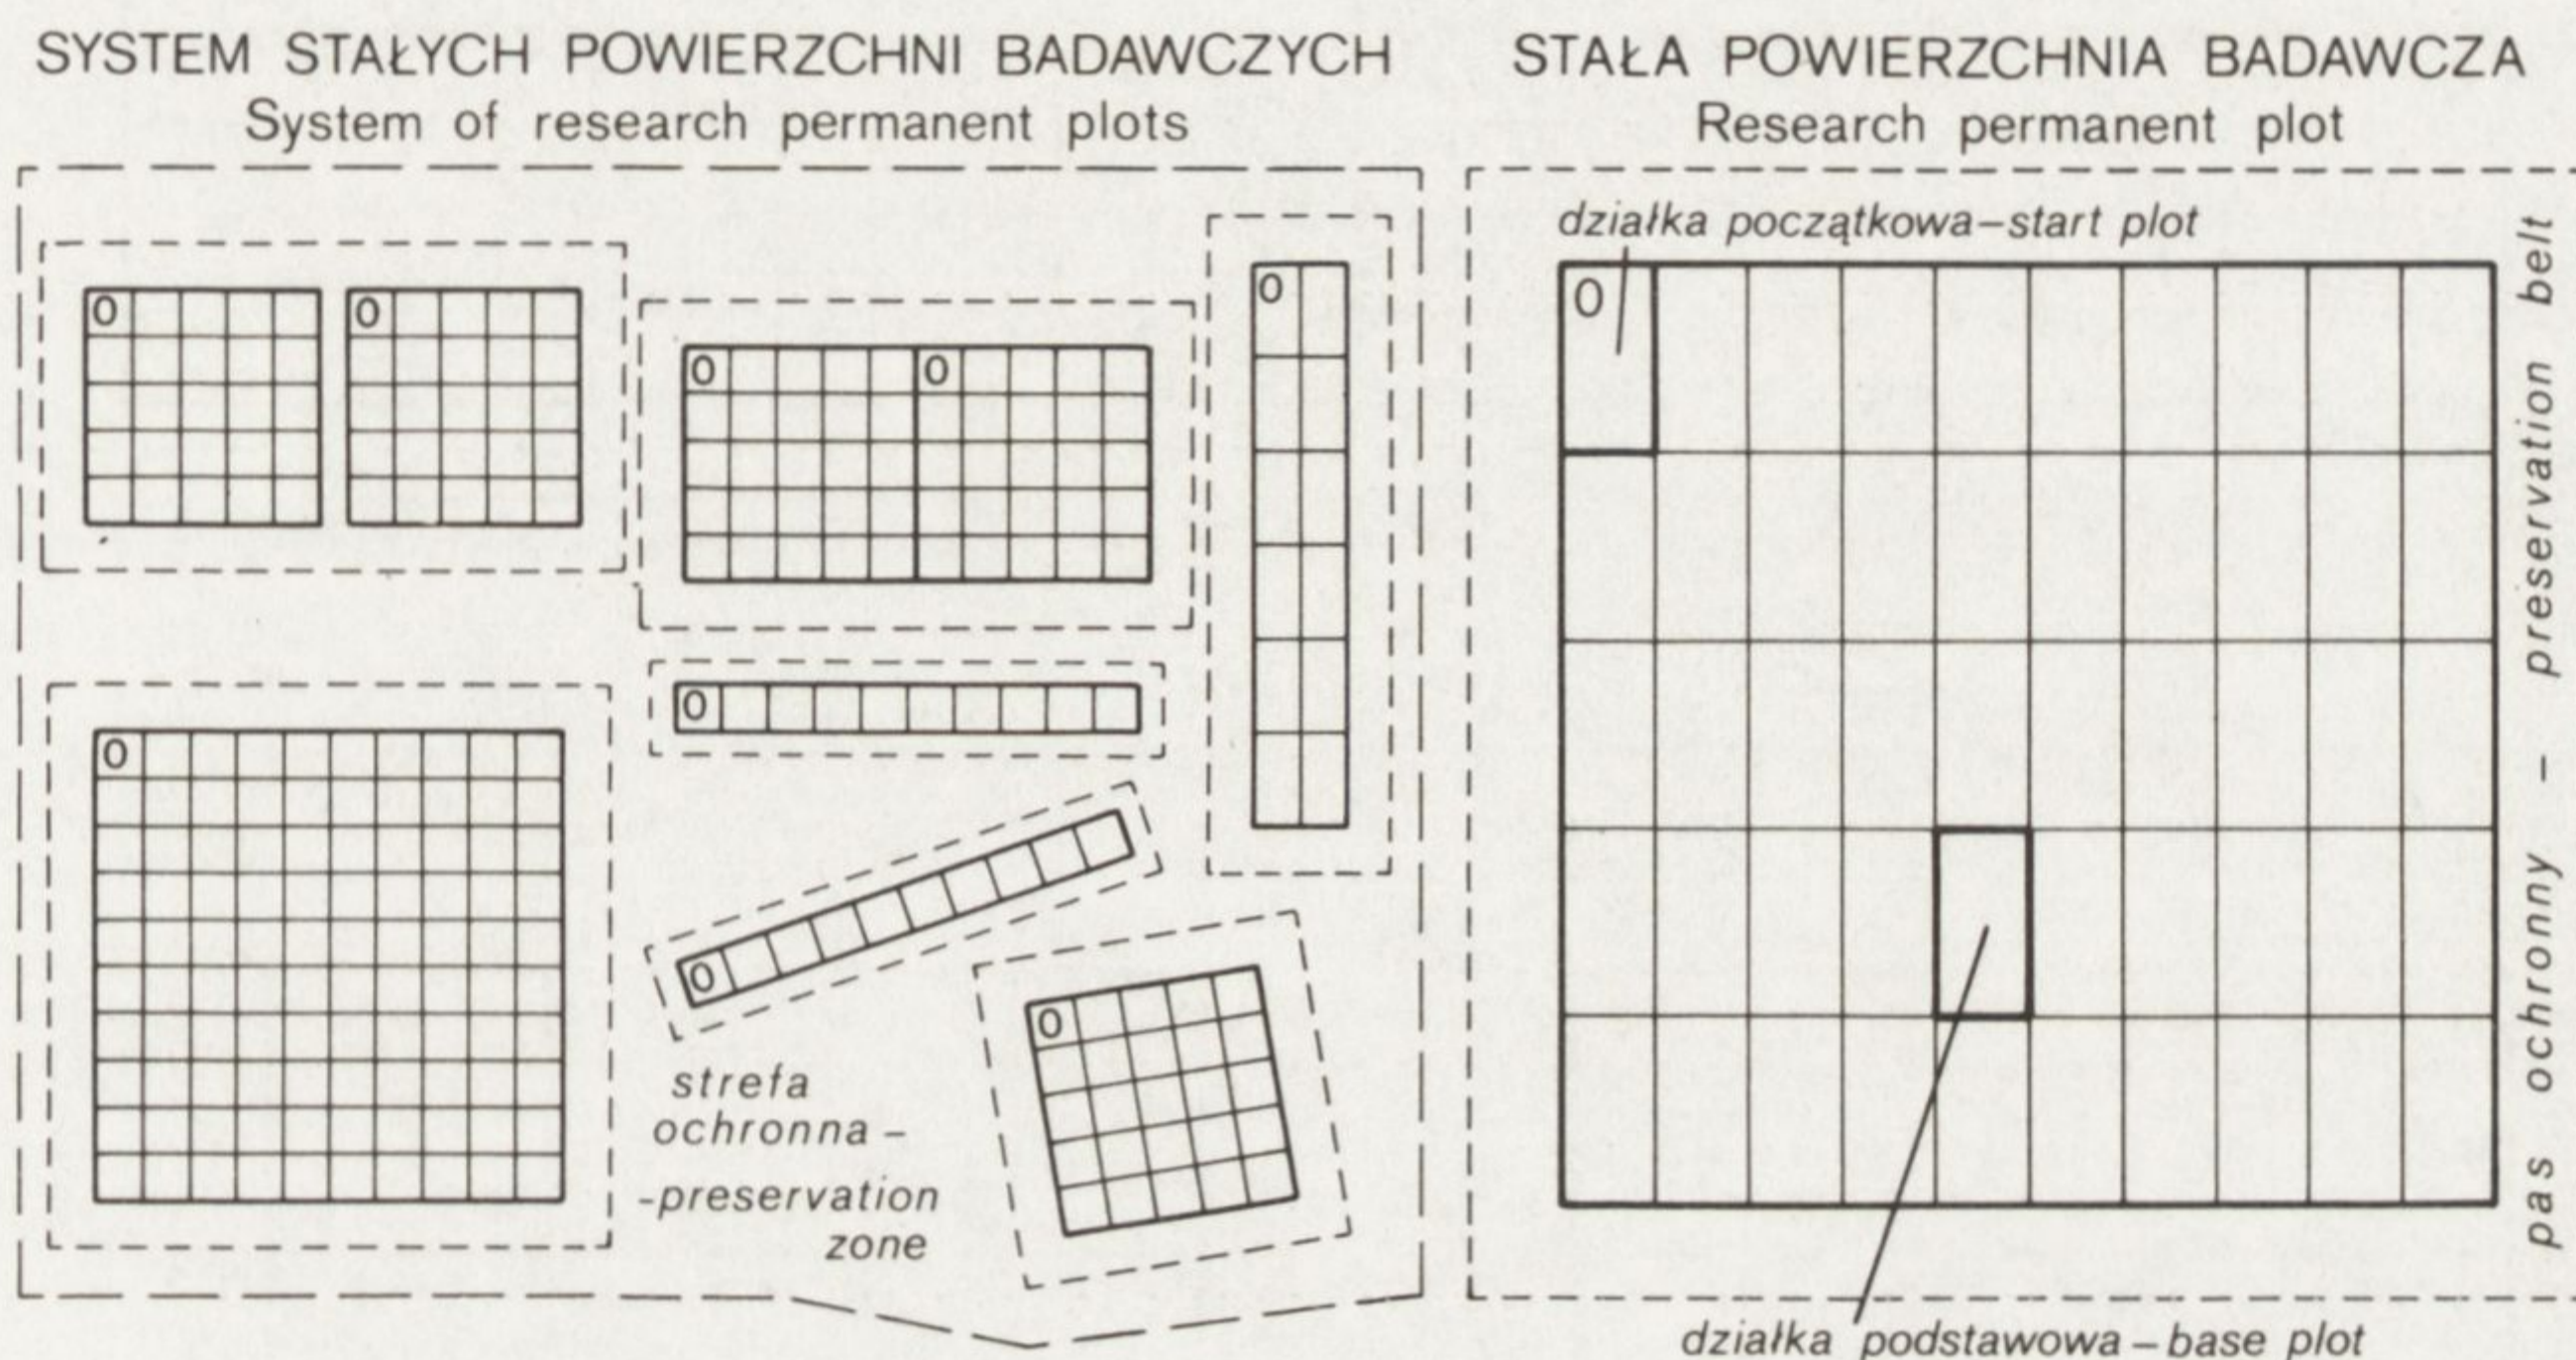 SYSTEM STAŁYCH POWIERZCHNI BADAWCZYCH
System of research permanent plots
0
0
0
0
0
0
0
0
0
strefa
ochronna –
-preservation
zone
STAŁA POWIERZCHNIA BADAWCZA
Research permanent plot
działka początkowa–start plot
0
pas ochronny – preservation belt
działka podstawowa – base plot